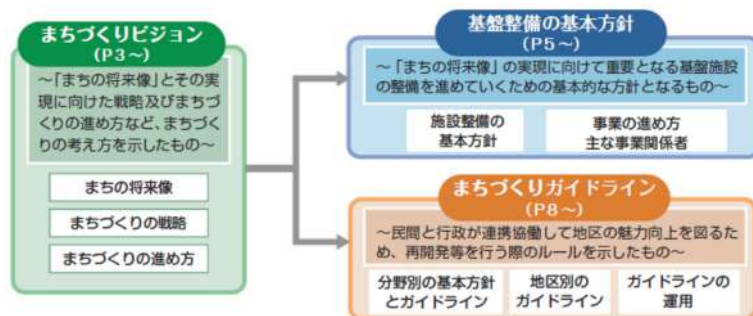 まちづくりビジョン
(P3〜)
〜「まちの将来像」とその実
現に向けた戦略及びまちづ
くりの進め方など、まちづく
りの考え方を示したもの〜
まちの将来像
まちづくりの戦略
まちづくりの進め方
基盤整備の基本方針
(P5〜)
〜「まちの将来像」の実現に向けて重要となる基盤施設
の整備を進めていくための基本的な方針となるもの〜
施設整備の
基本方針
事業の進め方
主な事業関係者
まちづくりガイドライン
(P8〜)
〜民間と行政が連携協働して地区の魅力向上を図るた
め、再開発等を行う際のルールを示したもの〜
分野別の基本方針
とガイドライン
地区別の
ガイドライン
ガイドラインの
運用